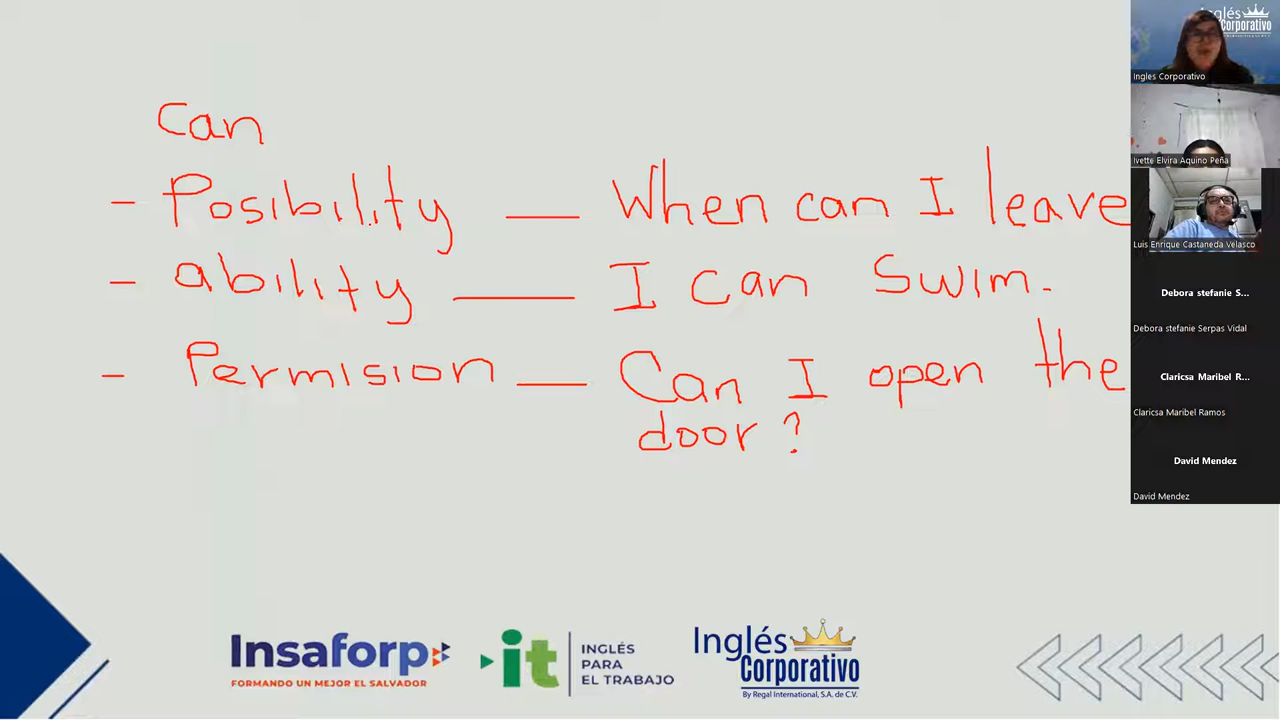 Can
- Posibility — When can I leave
- ability — I can Swim.
- Permision — Can I open the
door?
Inglés
Corporativo
Ingles Corporativo
Ivette Elvira Aquino Peña
Luis Enrique Castaneda Velasco
Debora stefanie S...
Debora stefanie Serpas Vidal
Claricsa Maribel R...
Claricsa Maribel Ramos
David Mendez
David Mendez
Insaforp
FORMANDO UN MEJOR EL SALVADOR
it
INGLÉS
PARA
EL TRABAJO
Inglés
Corporativo
By Regal International, S.A. de C.V.